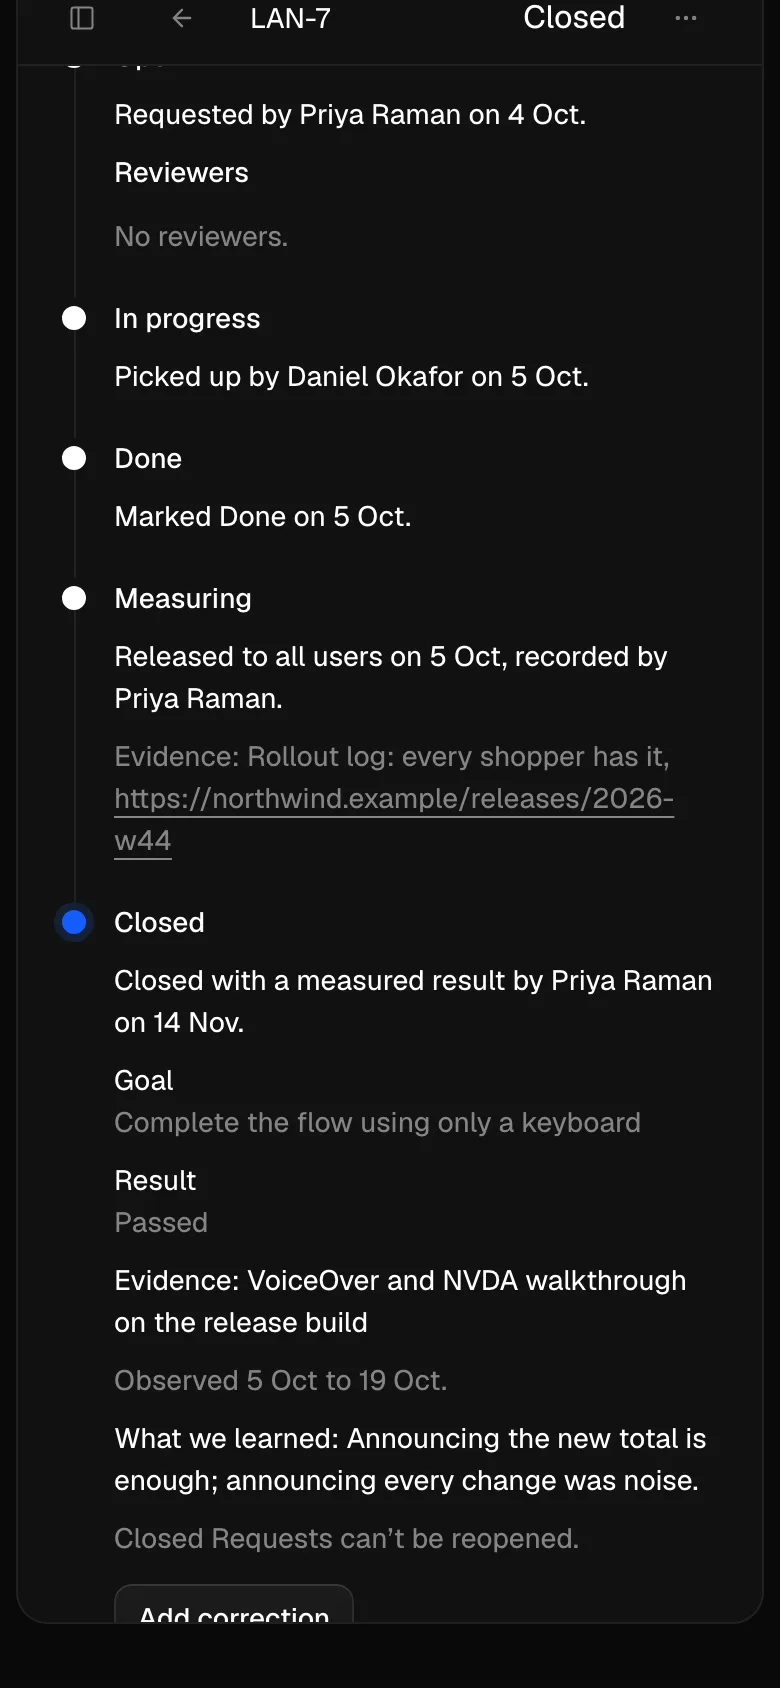 LAN-7
Closed
Requested by Priya Raman on 4 Oct.
Reviewers
No reviewers.
In progress
Picked up by Daniel Okafor on 5 Oct.
Done
Marked Done on 5 Oct.
Measuring
Released to all users on 5 Oct, recorded by
Priya Raman.
Evidence: Rollout log: every shopper has it,
https://northwind.example/releases/2026-
w44
Closed
Closed with a measured result by Priya Raman
on 14 Nov.
Goal
Complete the flow using only a keyboard
Result
Passed
Evidence: VoiceOver and NVDA walkthrough
on the release build
Observed 5 Oct to 19 Oct.
What we learned: Announcing the new total is
enough; announcing every change was noise.
Closed Requests can’t be reopened.
Add correction